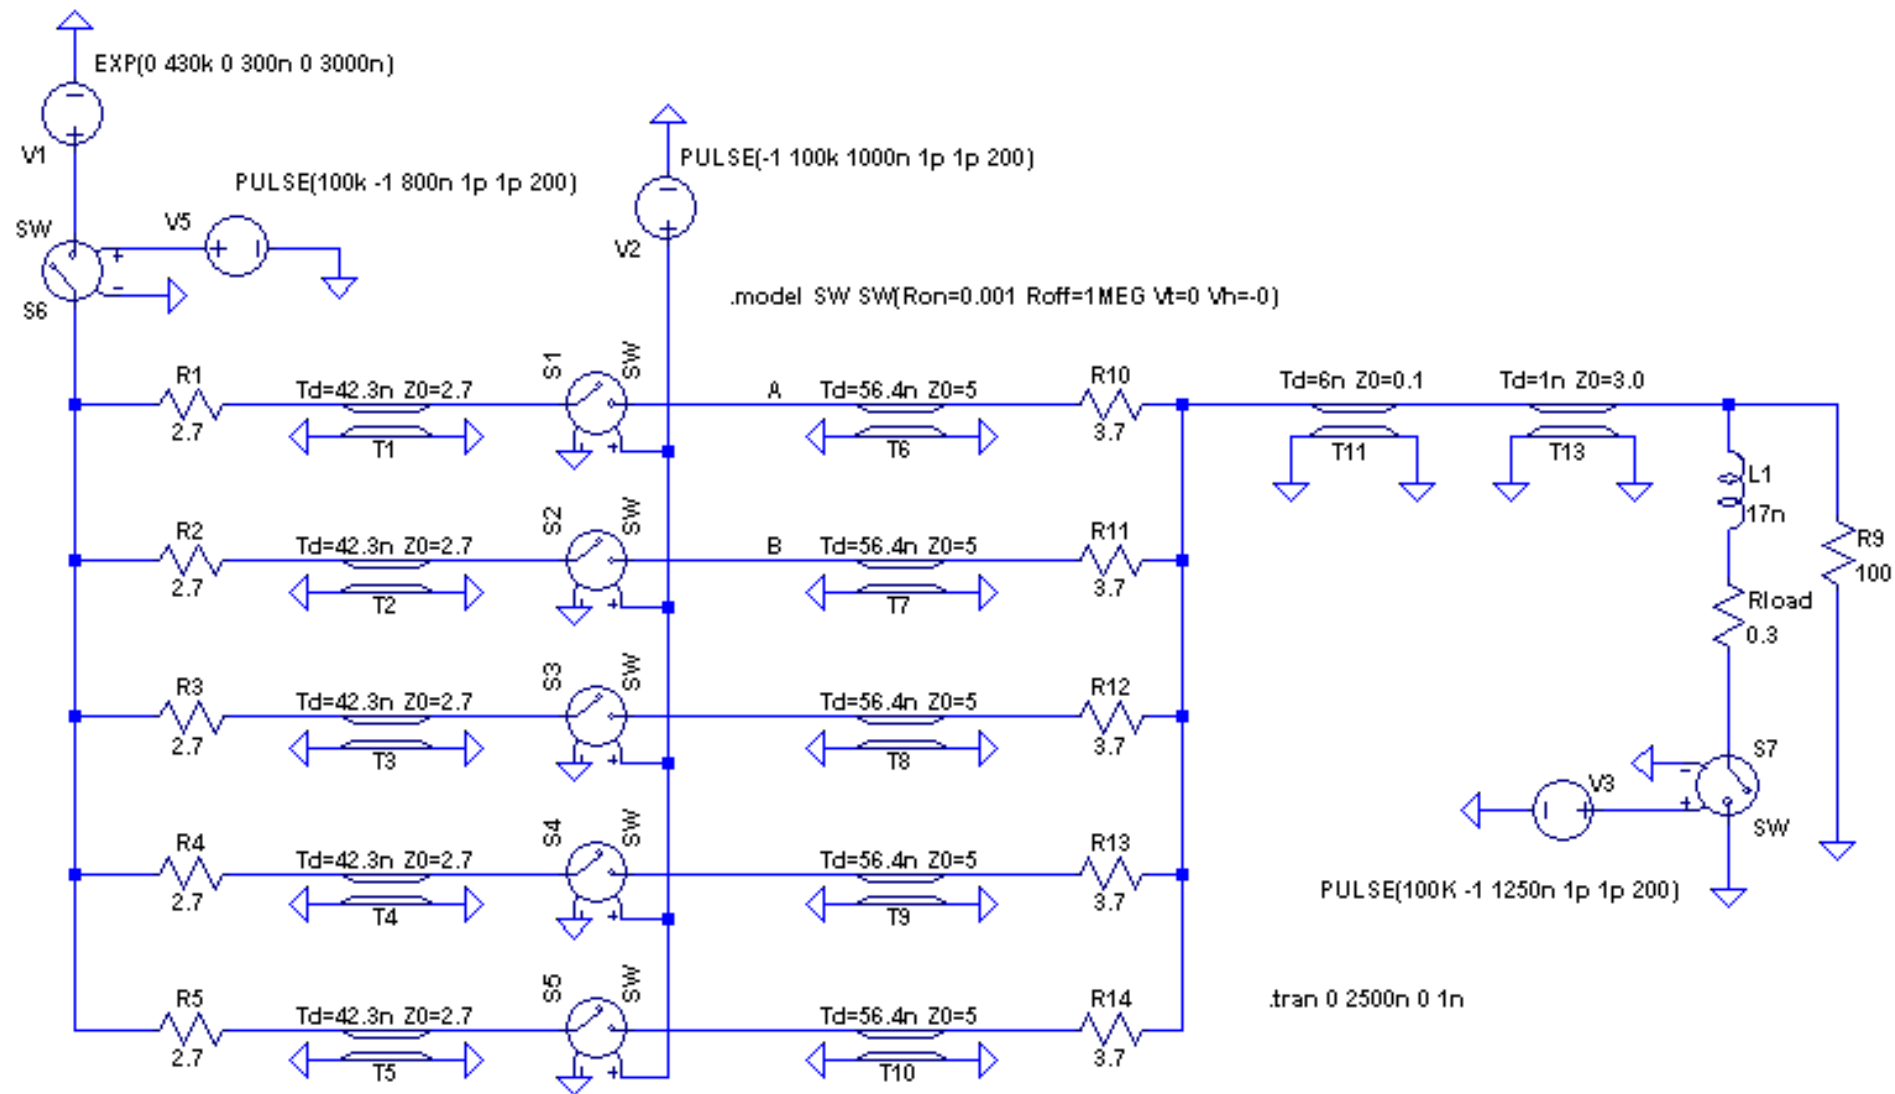 EXP(0 430k 0 300n 0 3000n)
V1
PULSE(-1 100k 1000n 1p 1p 200)
PULSE(100k -1 800n 1p 1p 200)
V5
SW
V2
S6
.model SW SW(Ron=0.001 Roff=1MEG Vt=0 Vh=-0)
R1
Td=42.3n Z0=2.7
S1
SW
A
Td=56.4n Z0=5
R10
Td=6n Z0=0.1
Td=1n Z0=3.0
2.7
T1
T6
3.7
T11
T13
L1
17n
R2
Td=42.3n Z0=2.7
S2
SW
B
Td=56.4n Z0=5
R11
R9
100
2.7
T2
T7
3.7
Rload
0.3
R3
Td=42.3n Z0=2.7
S3
SW
Td=56.4n Z0=5
R12
2.7
T3
T8
3.7
S7
V3
SW
R4
Td=42.3n Z0=2.7
S4
SW
Td=56.4n Z0=5
R13
2.7
T4
T9
3.7
PULSE(100K -1 1250n 1p 1p 200)
R5
Td=42.3n Z0=2.7
S5
SW
Td=56.4n Z0=5
R14
.tran 0 2500n 0 1n
2.7
T5
T10
3.7